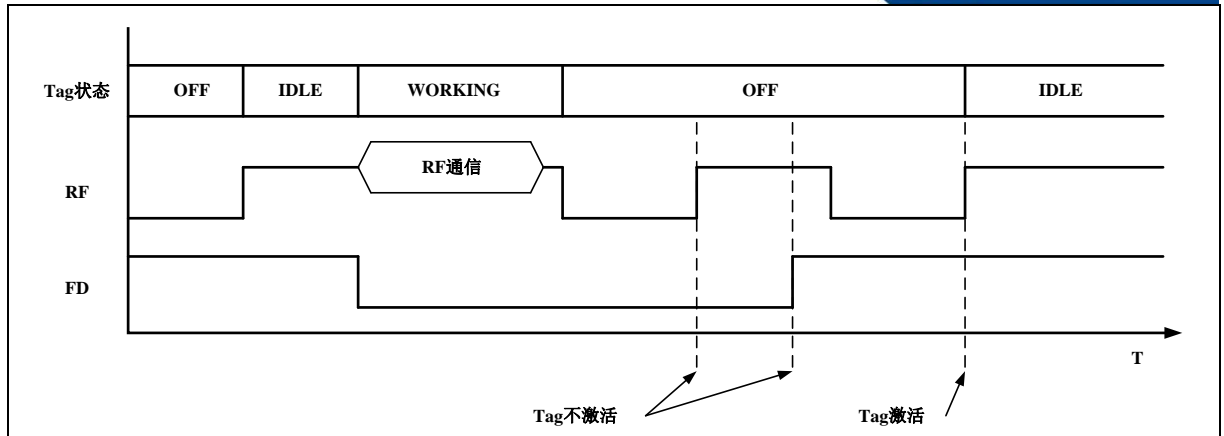 Tag状态 OFF IDLE WORKING OFF IDLE
RF RF通信
FD
T
Tag不激活 Tag激活